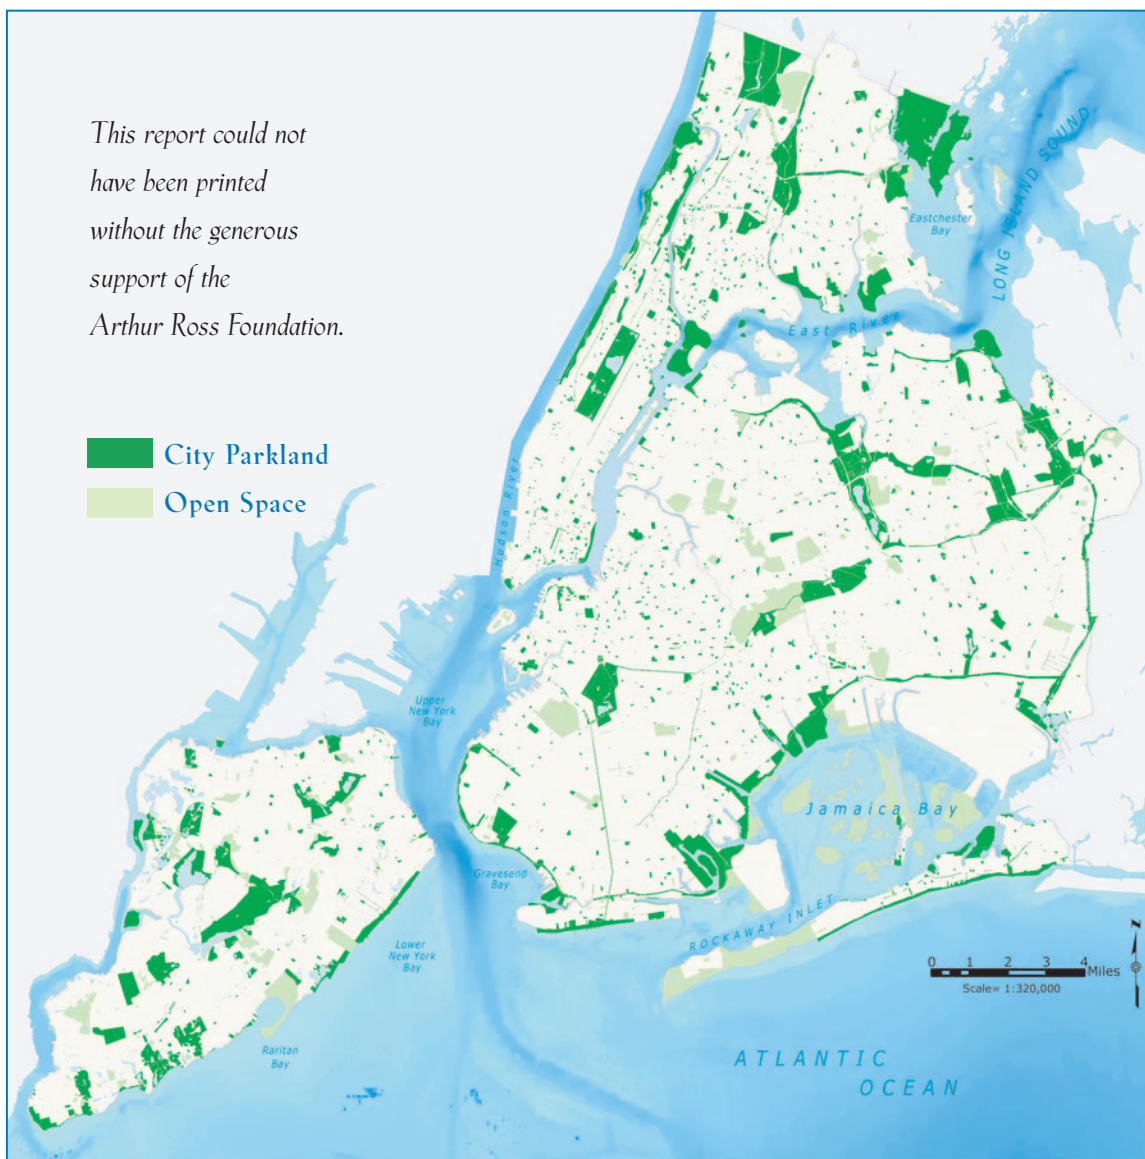 This report could not
have been printed
without the generous
support of the
Arthur Ross Foundation.
City Parkland
Open Space
Eastchester
Bay
LONG ISLAND SOUND
East River
Hudson River
Upper
New York
Bay
Jamaica Bay
Gravesend
Bay
ROCKAWAY INLET
Lower
New York
Bay
Raritan
Bay
N
0 1 2 3 4
Miles
Scale= 1:320,000
ATLANTIC
OCEAN